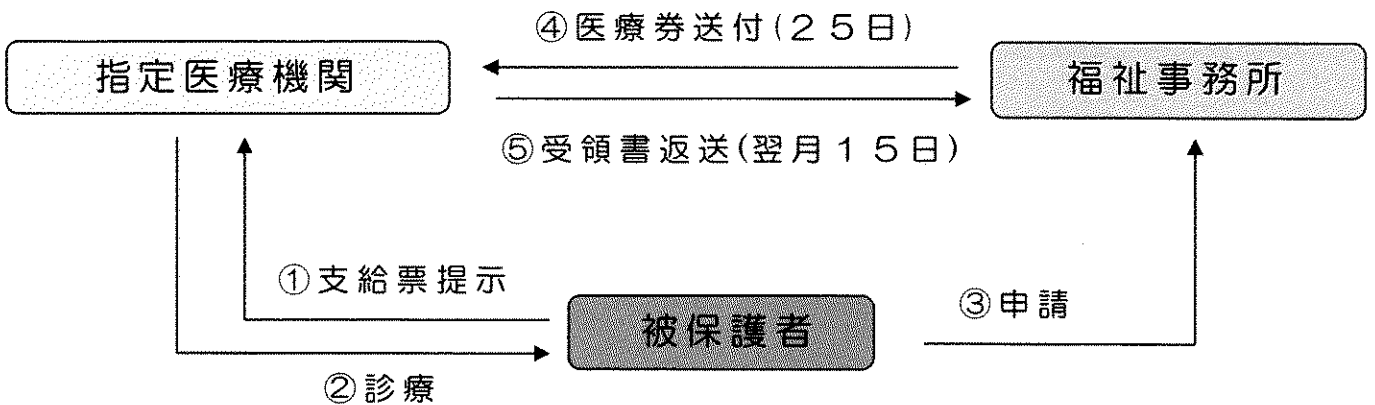 ④医療券送付(２５日)
指定医療機関
福祉事務所
⑤受領書返送(翌月１５日)
①支給票提示
被保護者
③申請
②診療